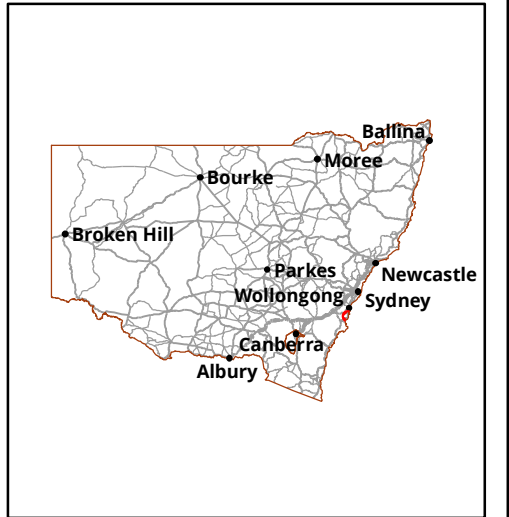 Ballina
Moree
Bourke
Broken Hill
Parkes
Newcastle
Wollongong
Sydney
Canberra
Albury